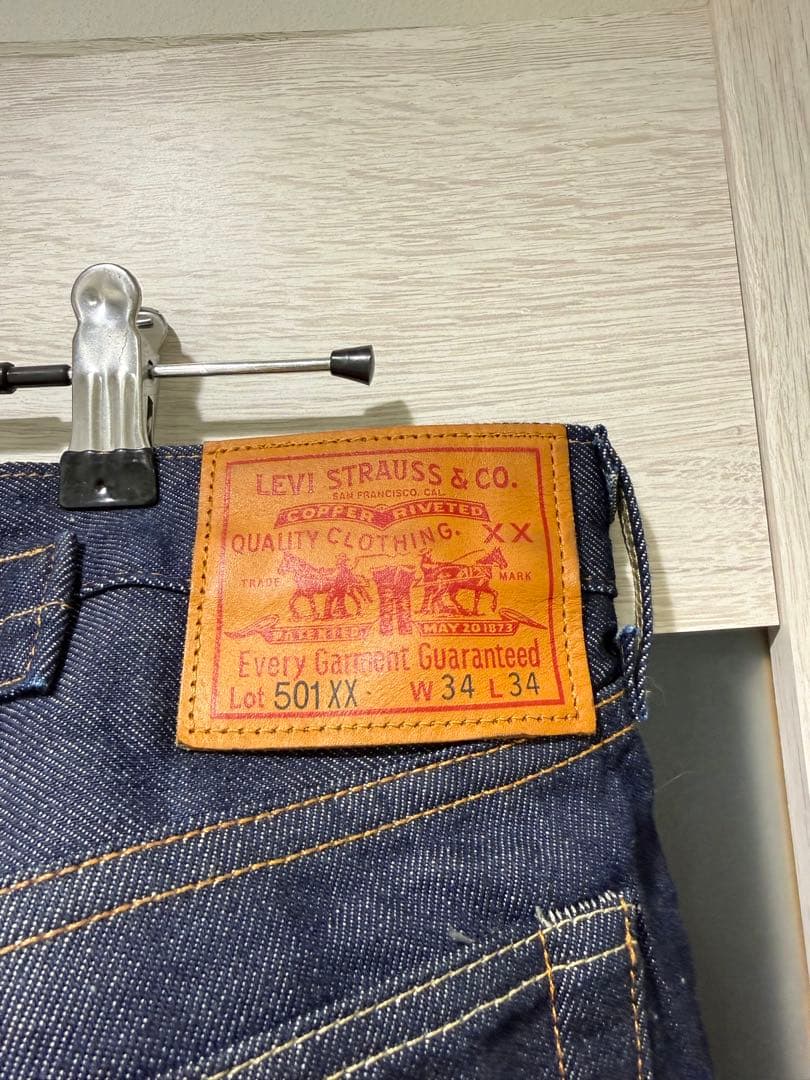 LEVI STRAUSS & CO.
SAN FRANCISCO, CAL.
COPPER RIVETED
QUALITY CLOTHING. XX
TRADE MARK
PATENTED MAY 20 1873
Every Garment Guaranteed
Lot 501XX W 34 L 34